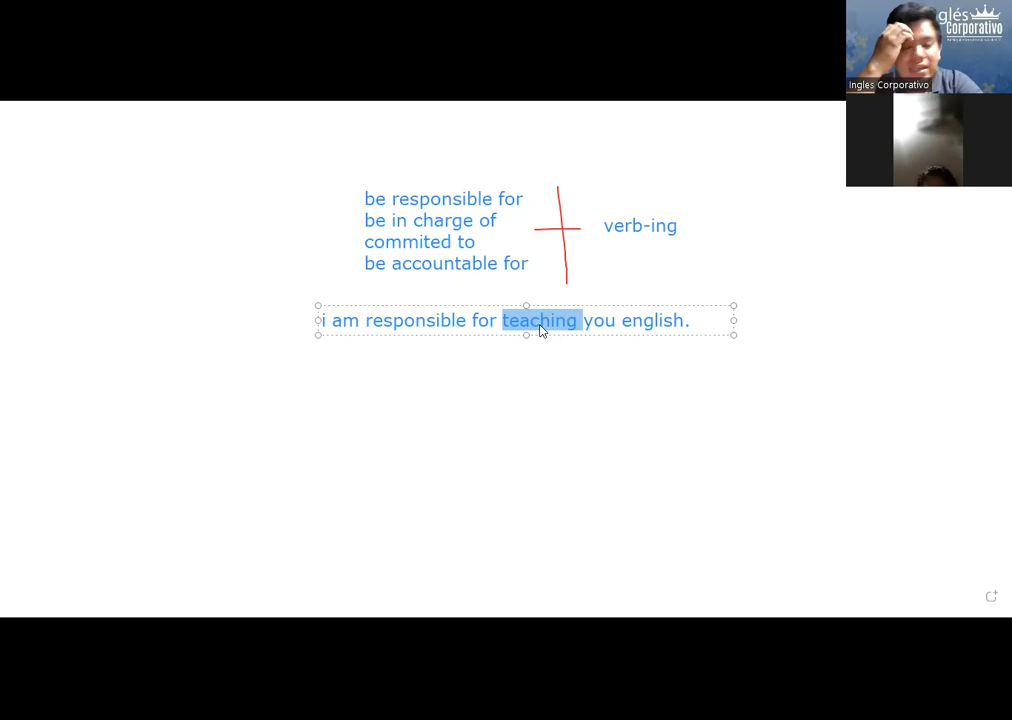 glés
Corporativo
Inglés Corporativo
be responsible for
be in charge of
commited to
be accountable for
verb-ing
i am responsible for teaching you english.